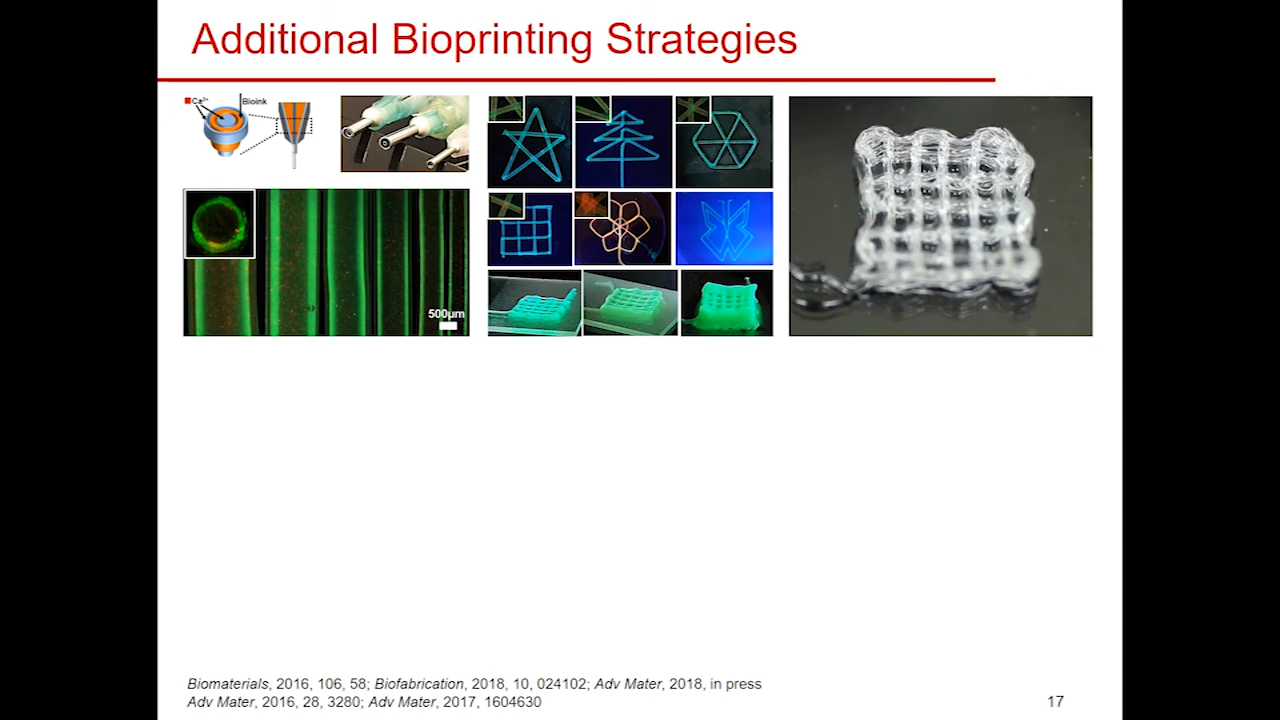 Additional Bioprinting Strategies
Ca²⁺
Bioink
500μm
Biomaterials, 2016, 106, 58; Biofabrication, 2018, 10, 024102; Adv Mater, 2018, in press
Adv Mater, 2016, 28, 3280; Adv Mater, 2017, 1604630
17